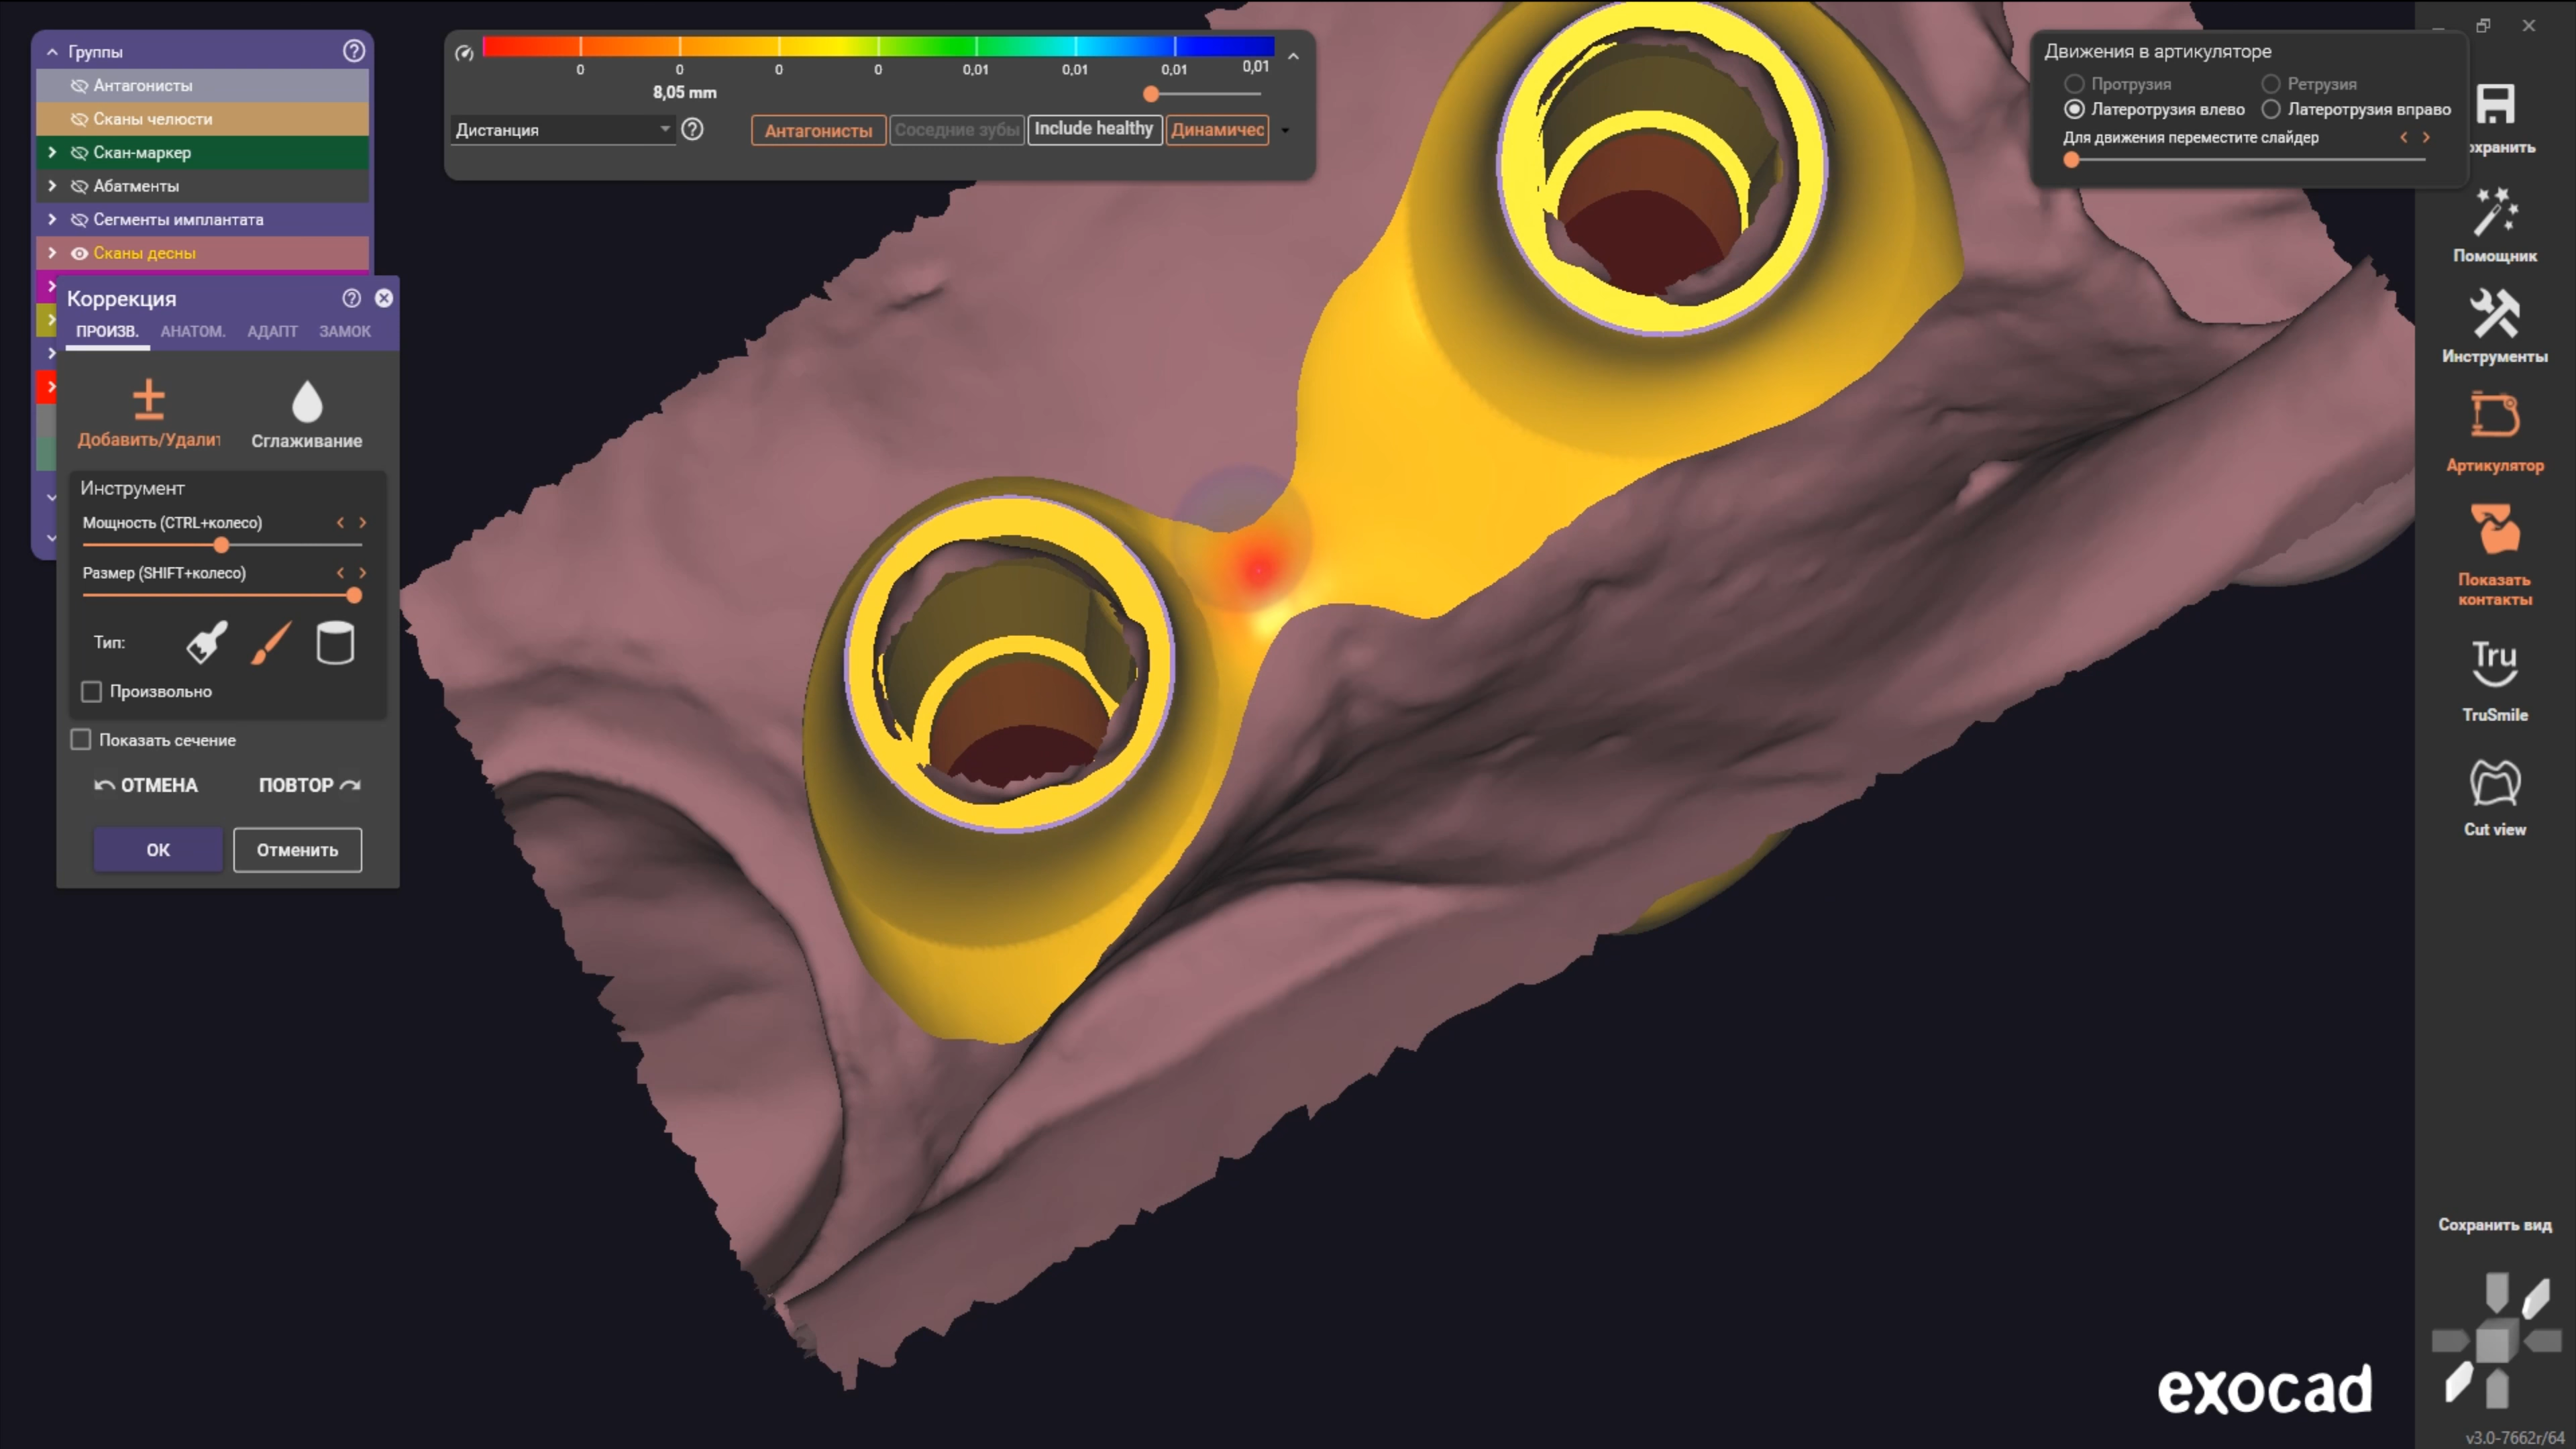 Группы
Антагонисты
Сканы челюсти
Скан-маркер
Абатменты
Сегменты имплантата
Сканы десны
Коррекция
ПРОИЗВ. АНАТОМ. АДАПТ ЗАМОК
Добавить/Удалит Сглаживание
Инструмент
Мощность (CTRL+колесо)
Размер (SHIFT+колесо)
Тип:
Произвольно
Показать сечение
ОТМЕНА ПОВТОР
ОК Отменить
0 0 0 0 0,01 0,01 0,01 0,01
8,05 mm
Дистанция Антагонисты Соседние зубы Include healthy Динамичес
Движения в артикуляторе
Протрузия Ретрузия
Латеротрузия влево Латеротрузия вправо
Для движения переместите слайдер
охранить
Помощник
Инструменты
Артикулятор
Показать
контакты
Tru
TruSmile
Cut view
Сохранить вид
exocad
v3.0-7662r/64